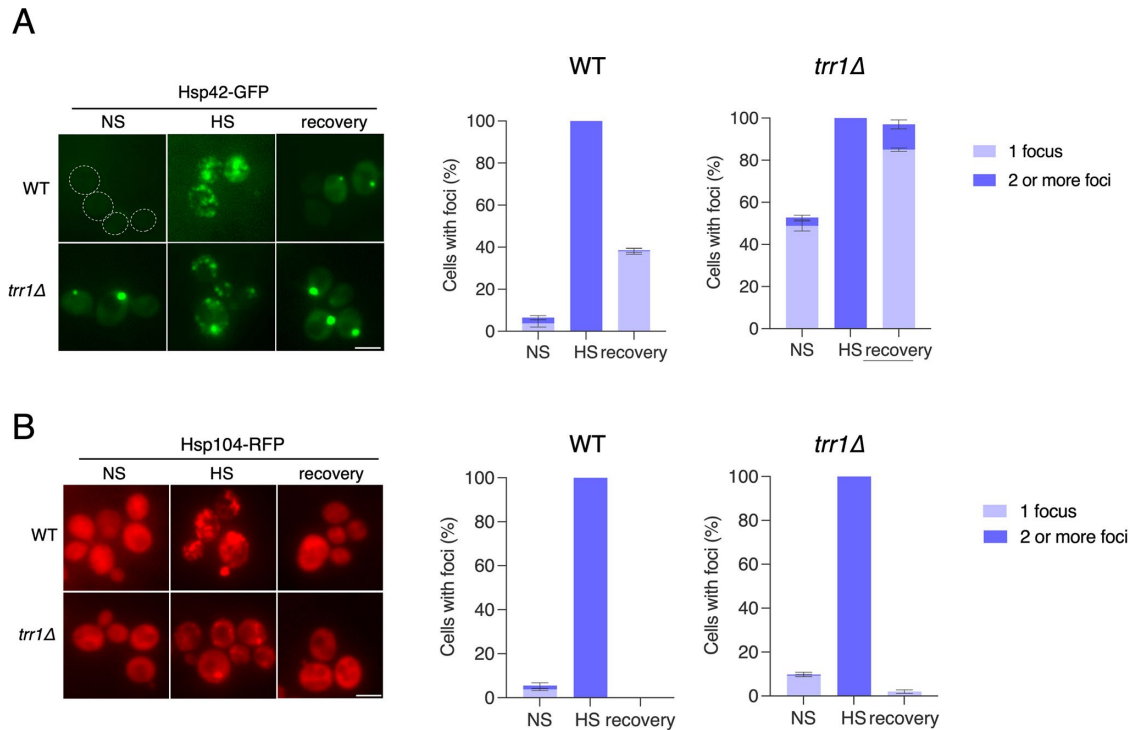 A
Hsp42-GFP
NS HS recovery
WT
trr1Δ
WT
Cells with foci (%)
100
80
60
40
20
0
NS HS recovery
trr1Δ
Cells with foci (%)
100
80
60
40
20
0
NS HS recovery
1 focus
2 or more foci
B
Hsp104-RFP
NS HS recovery
WT
trr1Δ
WT
Cells with foci (%)
100
80
60
40
20
0
NS HS recovery
trr1Δ
Cells with foci (%)
100
80
60
40
20
0
NS HS recovery
1 focus
2 or more foci